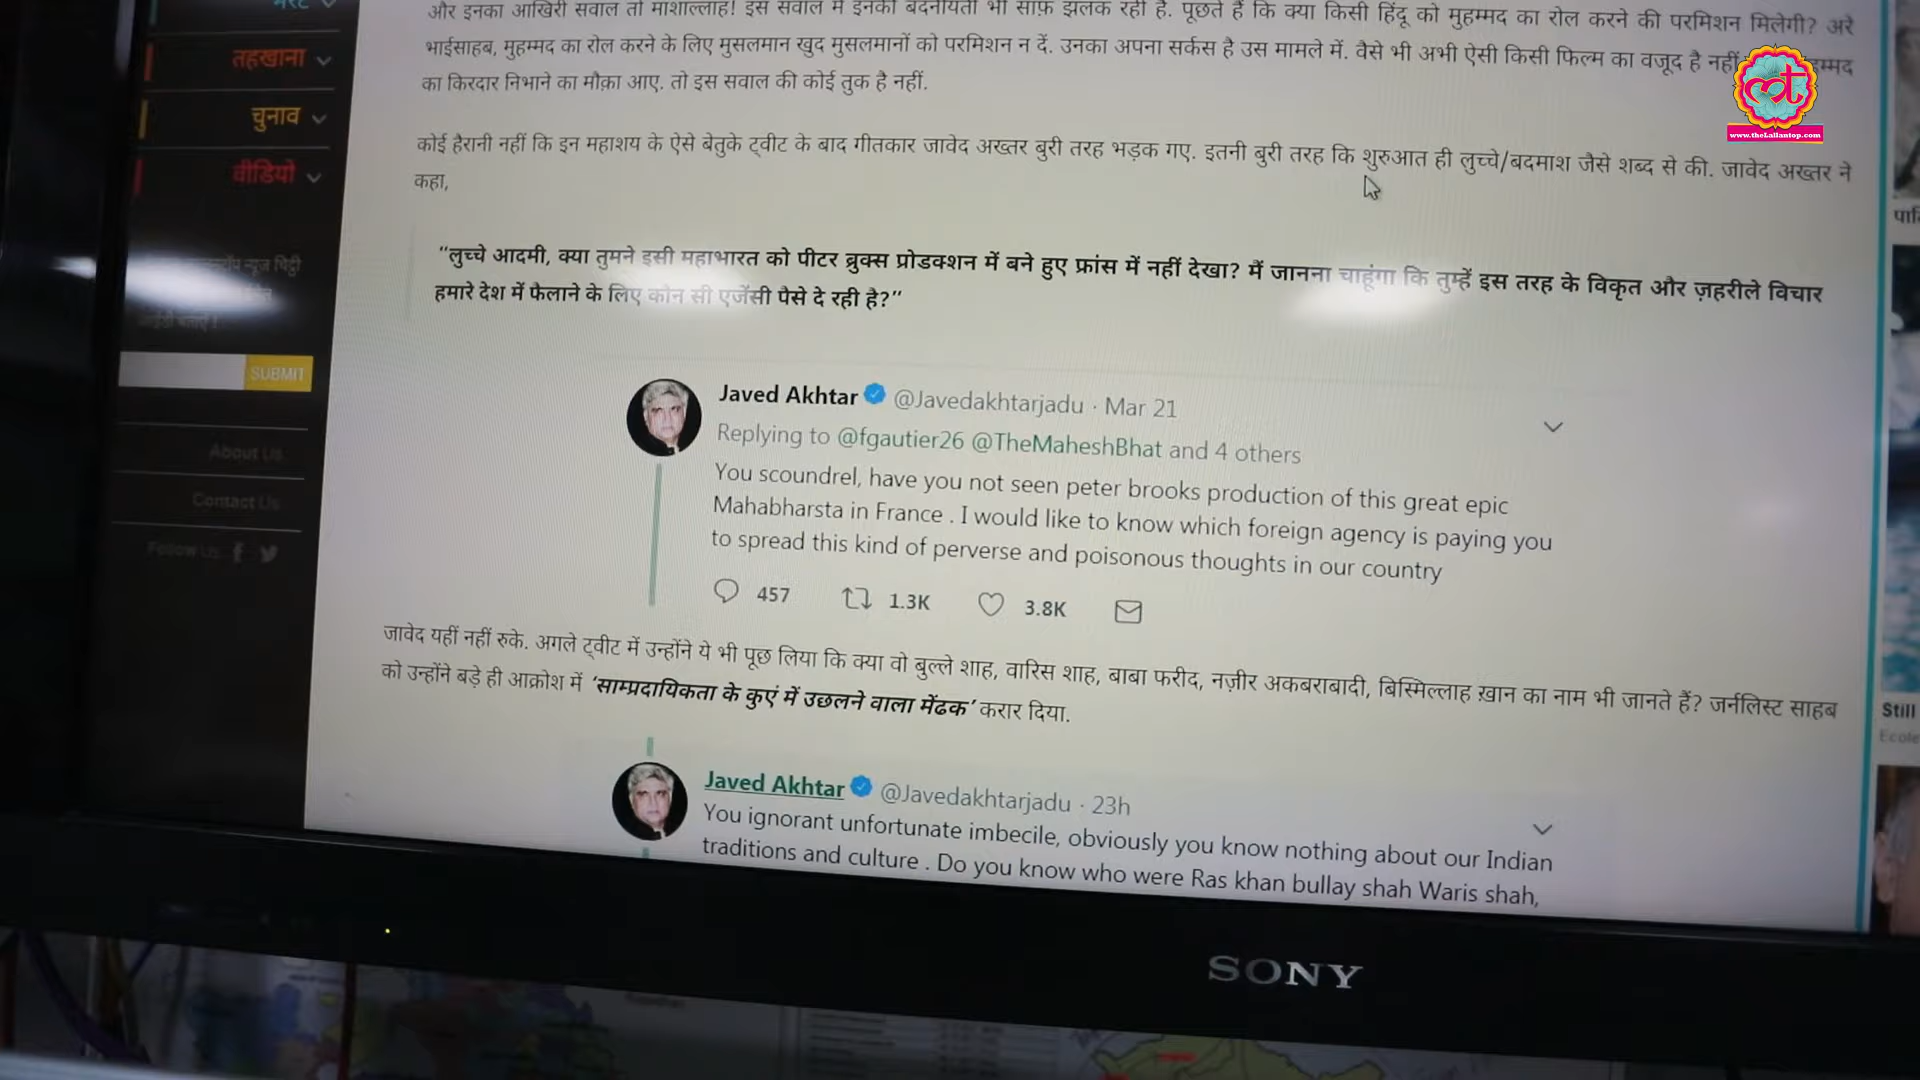 तहखाना
चुनाव
वीडियो
SUBMIT
About Us
Contact Us
Follow Us
और इनका आखिरी सवाल तो माशाल्लाह! इस सवाल में इनकी बदनीयती भी साफ़ झलक रही है. पूछते हैं कि क्या किसी हिंदू को मुहम्मद का रोल करने की परमिशन मिलेगी? अरे
भाईसाहब, मुहम्मद का रोल करने के लिए मुसलमान खुद मुसलमानों को परमिशन न दें. उनका अपना सर्कस है उस मामले में. वैसे भी अभी ऐसी किसी फिल्म का वजूद है नहीं
का किरदार निभाने का मौक़ा आए. तो इस सवाल की कोई तुक है नहीं.
कोई हैरानी नहीं कि इन महाशय के ऐसे बेतुके ट्वीट के बाद गीतकार जावेद अख्तर बुरी तरह भड़क गए. इतनी बुरी तरह कि शुरुआत ही लुच्चे/बदमाश जैसे शब्द से की. जावेद अख्तर ने
कहा,
“लुच्चे आदमी, क्या तुमने इसी महाभारत को पीटर ब्रुक्स प्रोडक्शन में बने हुए फ्रांस में नहीं देखा? मैं जानना चाहूंगा कि तुम्हें इस तरह के विकृत और ज़हरीले विचार
हमारे देश में फैलाने के लिए कौन सी एजेंसी पैसे दे रही है?”
Javed Akhtar @Javedakhtarjadu · Mar 21
Replying to @fgautier26 @TheMaheshBhat and 4 others
You scoundrel, have you not seen peter brooks production of this great epic
Mahabharsta in France . I would like to know which foreign agency is paying you
to spread this kind of perverse and poisonous thoughts in our country
457 1.3K 3.8K
जावेद यहीं नहीं रुके. अगले ट्वीट में उन्होंने ये भी पूछ लिया कि क्या वो बुल्ले शाह, वारिस शाह, बाबा फरीद, नज़ीर अकबराबादी, बिस्मिल्लाह ख़ान का नाम भी जानते हैं? जर्नलिस्ट साहब
को उन्होंने बड़े ही आक्रोश में ‘साम्प्रदायिकता के कुएं में उछलने वाला मेंढक’ करार दिया.
Javed Akhtar @Javedakhtarjadu · 23h
You ignorant unfortunate imbecile, obviously you know nothing about our Indian
traditions and culture . Do you know who were Ras khan bullay shah Waris shah,
Still
SONY
www.theLallantop.com